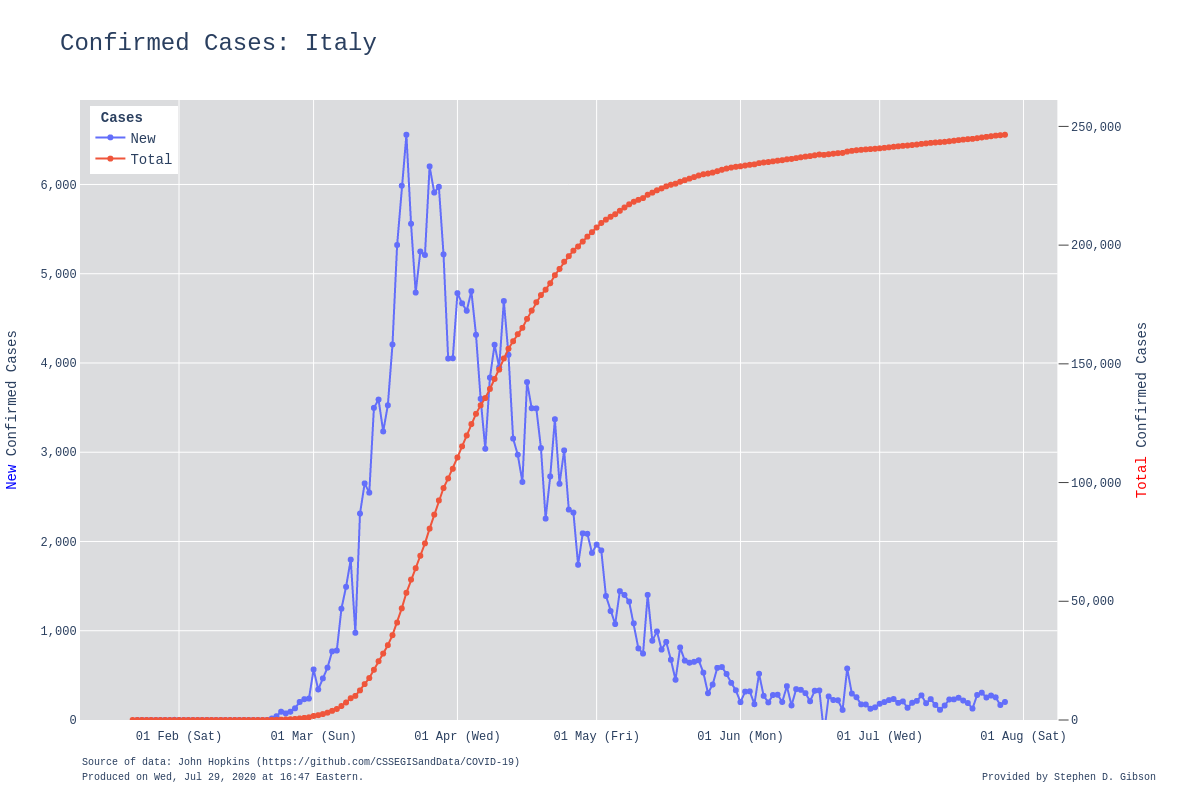 Confirmed Cases: Italy
Cases
New
Total
6,000
5,000
4,000
3,000
2,000
1,000
0
250,000
200,000
150,000
100,000
50,000
0
New Confirmed Cases
Total Confirmed Cases
01 Feb (Sat)
01 Mar (Sun)
01 Apr (Wed)
01 May (Fri)
01 Jun (Mon)
01 Jul (Wed)
01 Aug (Sat)
Source of data: John Hopkins (https://github.com/CSSEGISandData/COVID-19)
Produced on Wed, Jul 29, 2020 at 16:47 Eastern.
Provided by Stephen D. Gibson